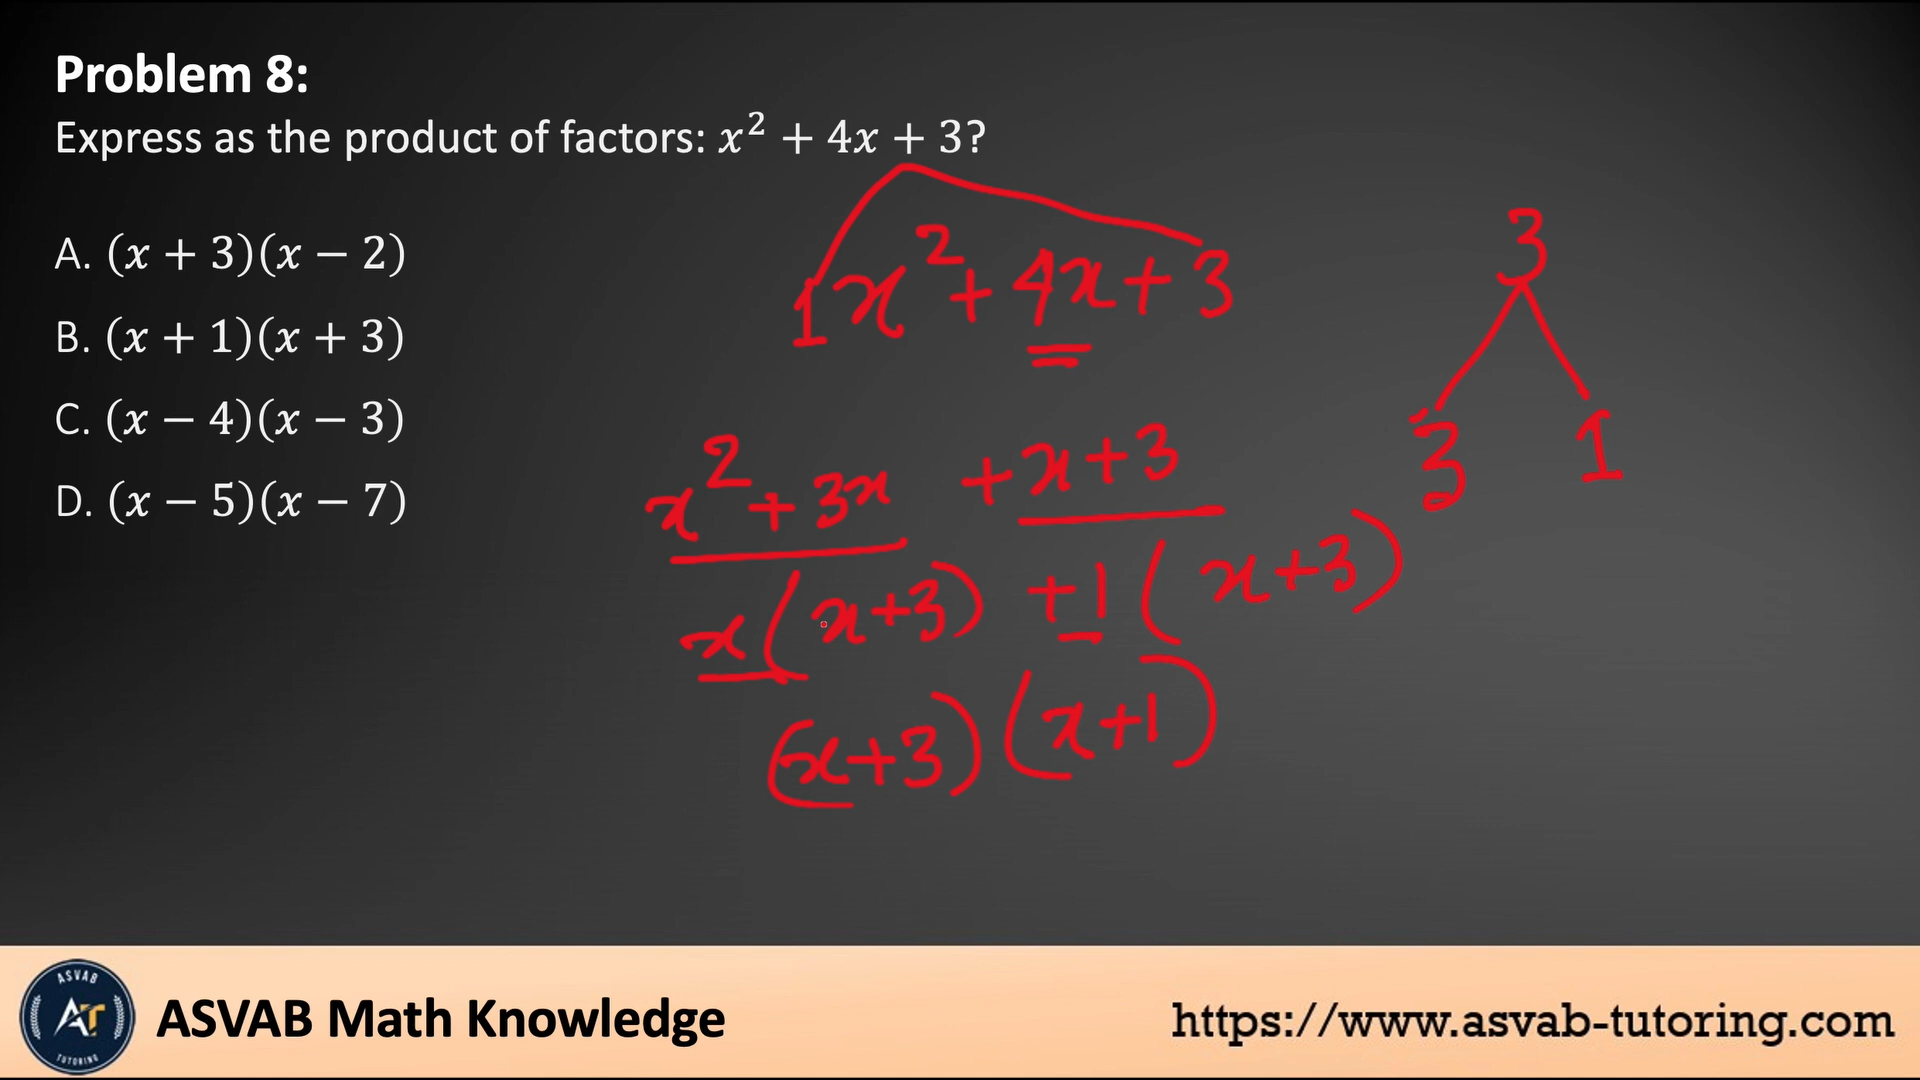 Problem 8:
Express as the product of factors: x² + 4x + 3?
A. (x + 3)(x − 2)
B. (x + 1)(x + 3)
C. (x − 4)(x − 3)
D. (x − 5)(x − 7)
1x² + 4x + 3
3
3 1
x² + 3x + x + 3
x(x+3) +1(x+3)
(x+3)(x+1)
ASVAB
AT
TUTORING
ASVAB Math Knowledge
https://www.asvab-tutoring.com